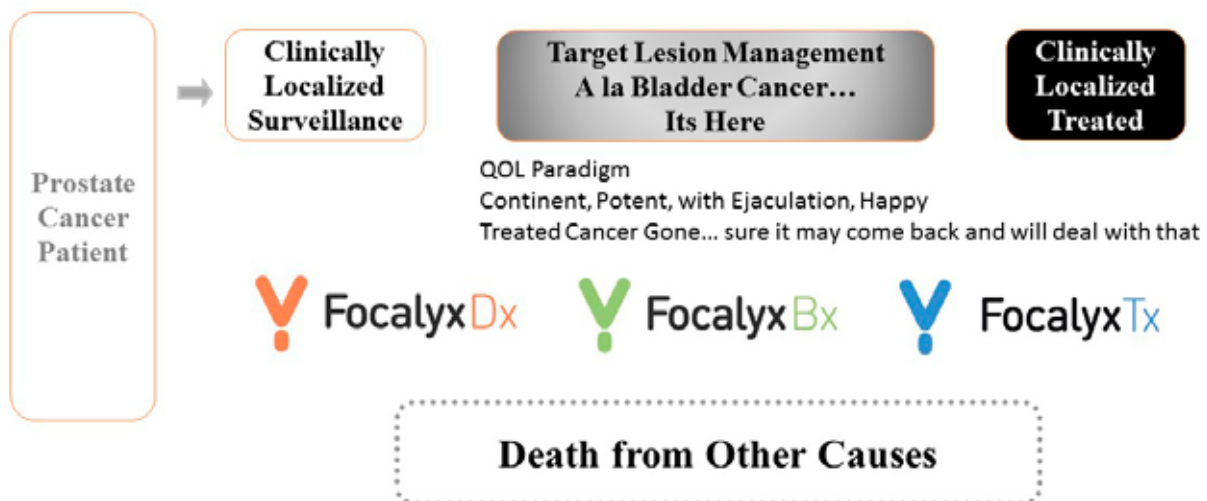 Prostate
Cancer
Patient
Clinically
Localized
Surveillance
Target Lesion Management
A la Bladder Cancer...
Its Here
Clinically
Localized
Treated
QOL Paradigm
Continent, Potent, with Ejaculation, Happy
Treated Cancer Gone... sure it may come back and will deal with that
FocalyxDx
FocalyxBx
FocalyxTx
Death from Other Causes